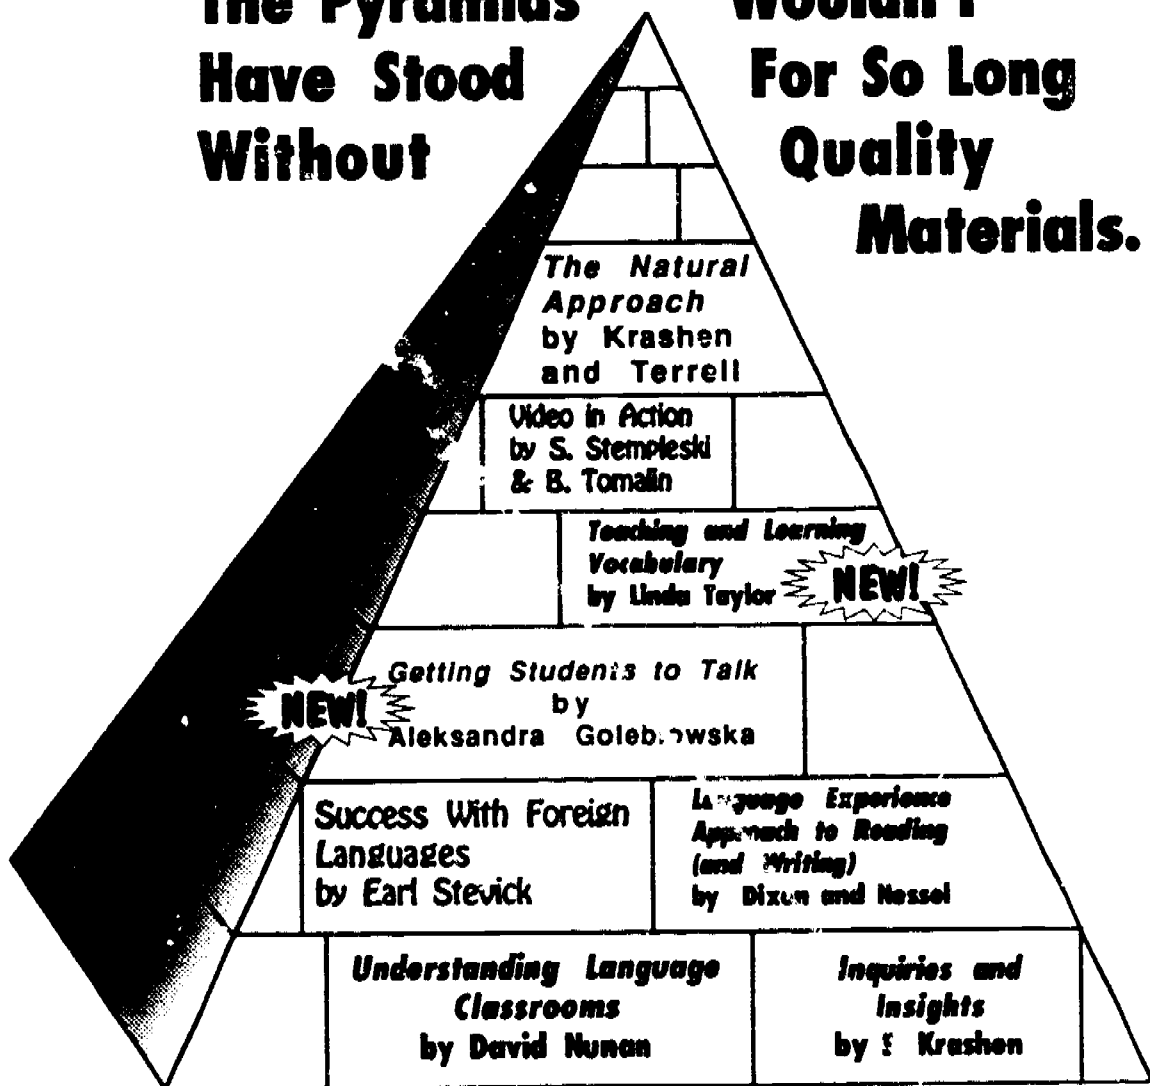 The Pyramids Wouldn't
Have Stood For So Long
Without Quality
Materials.
The Natural
Approach
by Krashen
and Terrell
Video in Action
by S. Stempleski
& B. Tomalin
Teaching and Learning
Vocabulary
by Linda Taylor
NEW!
Getting Students to Talk
by
Aleksandra Golebiowska
NEW!
Success With Foreign
Languages
by Earl Stevick
Language Experience
Approach to Reading
(and Writing)
by Dixon and Nessel
Understanding Language
Classrooms
by David Nunan
Inquiries and
Insights
by S Krashen